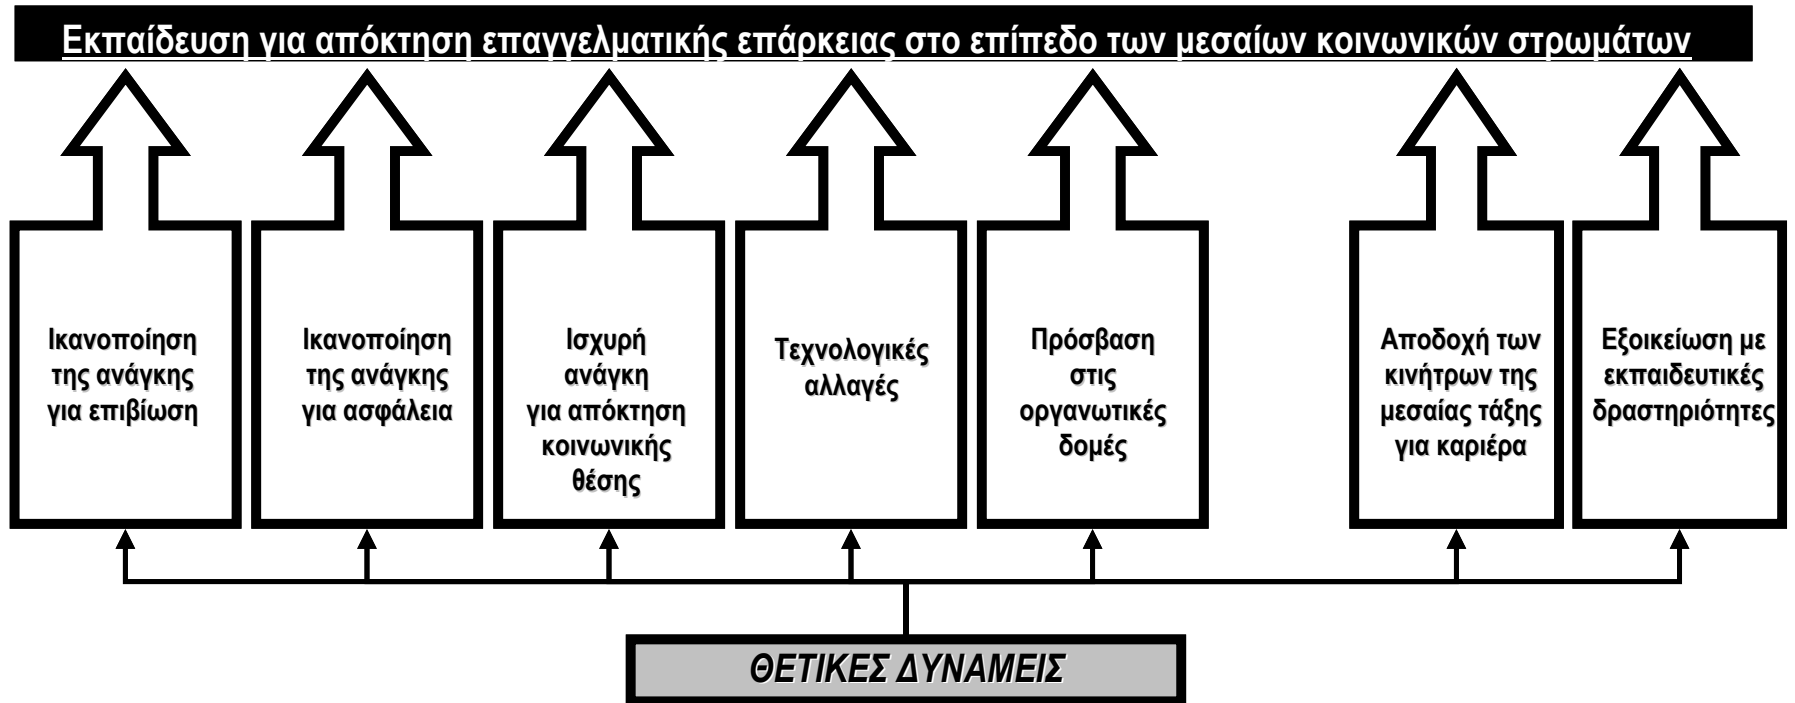 Εκπαίδευση για απόκτηση επαγγελματικής επάρκειας στο επίπεδο των μεσαίων κοινωνικών στρωμάτων
Ικανοποίηση
της ανάγκης
για επιβίωση
Ικανοποίηση
της ανάγκης
για ασφάλεια
Ισχυρή
ανάγκη
για απόκτηση
κοινωνικής
θέσης
Τεχνολογικές
αλλαγές
Πρόσβαση
στις
οργανωτικές
δομές
Αποδοχή των
κινήτρων της
μεσαίας τάξης
για καριέρα
Εξοικείωση με
εκπαιδευτικές
δραστηριότητες
ΘΕΤΙΚΕΣ ΔΥΝΑΜΕΙΣ